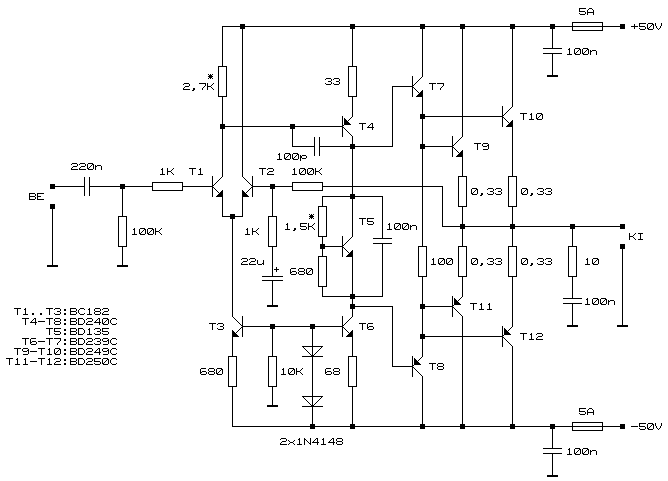 5A
+50V
100n
*
2,7K
33
T7
T10
T4
100p
T9
220n
1K
T1
T2
100K
BE
0,33
0,33
*
1,5K
T5
100n
100K
1K
KI
22u
+
680
100
0,33
0,33
10
100n
T11
T12
T3
T6
T1..T3:BC182
T4-T8:BD240C
T5:BD135
T6-T7:BD239C
T9-T10:BD249C
T11-T12:BD250C
680
10K
68
T8
2x1N4148
5A
-50V
100n